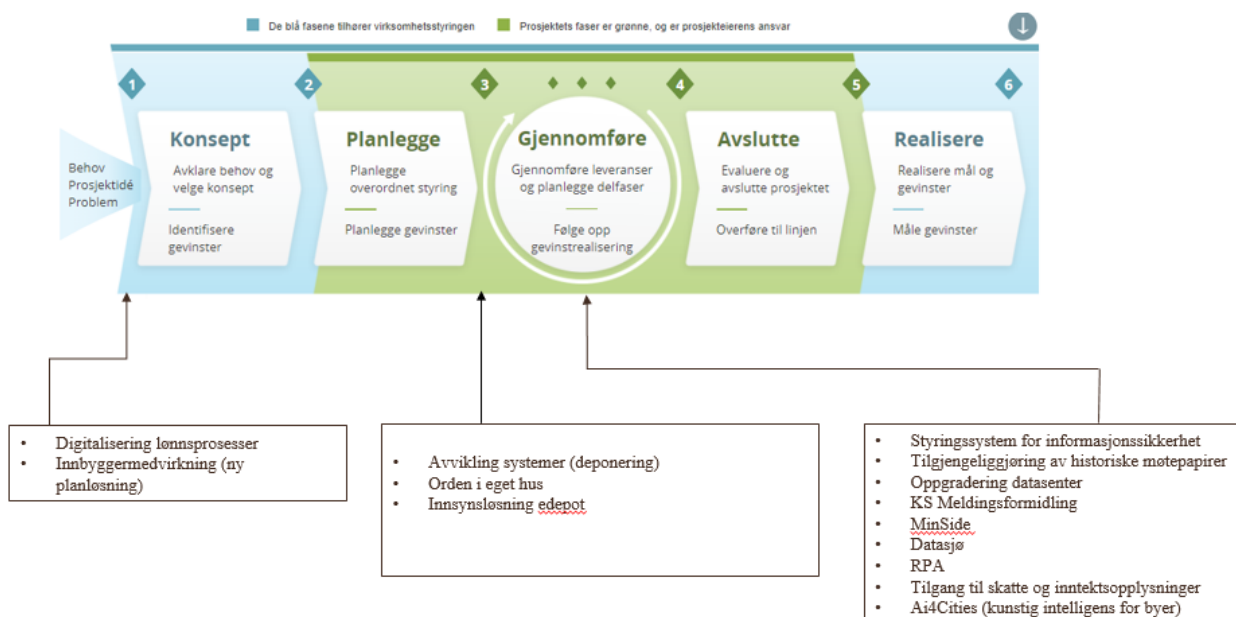 De blå fasene tilhører virksomhetsstyringen
Prosjektets faser er grønne, og er prosjekteierens ansvar
1
2
3
4
5
6
Behov
Prosjektidé
Problem
Konsept
Avklare behov og
velge konsept
Identifisere
gevinster
Planlegge
Planlegge
overordnet styring
Planlegge gevinster
Gjennomføre
Gjennomføre leveranser
og planlegge delfaser
Følge opp
gevinstrealisering
Avslutte
Evaluere og
avslutte prosjektet
Overføre til linjen
Realisere
Realisere mål og
gevinster
Måle gevinster
• Digitalisering lønnsprosesser
• Innbyggermedvirkning (ny
planløsning)
• Avvikling systemer (deponering)
• Orden i eget hus
• Innsynsløsning edepot
• Styringssystem for informasjonssikkerhet
• Tilgjengeliggjøring av historiske møtepapirer
• Oppgradering datasenter
• KS Meldingsformidling
• MinSide
• Datasjø
• RPA
• Tilgang til skatte og inntektsopplysninger
• Ai4Cities (kunstig intelligens for byer)